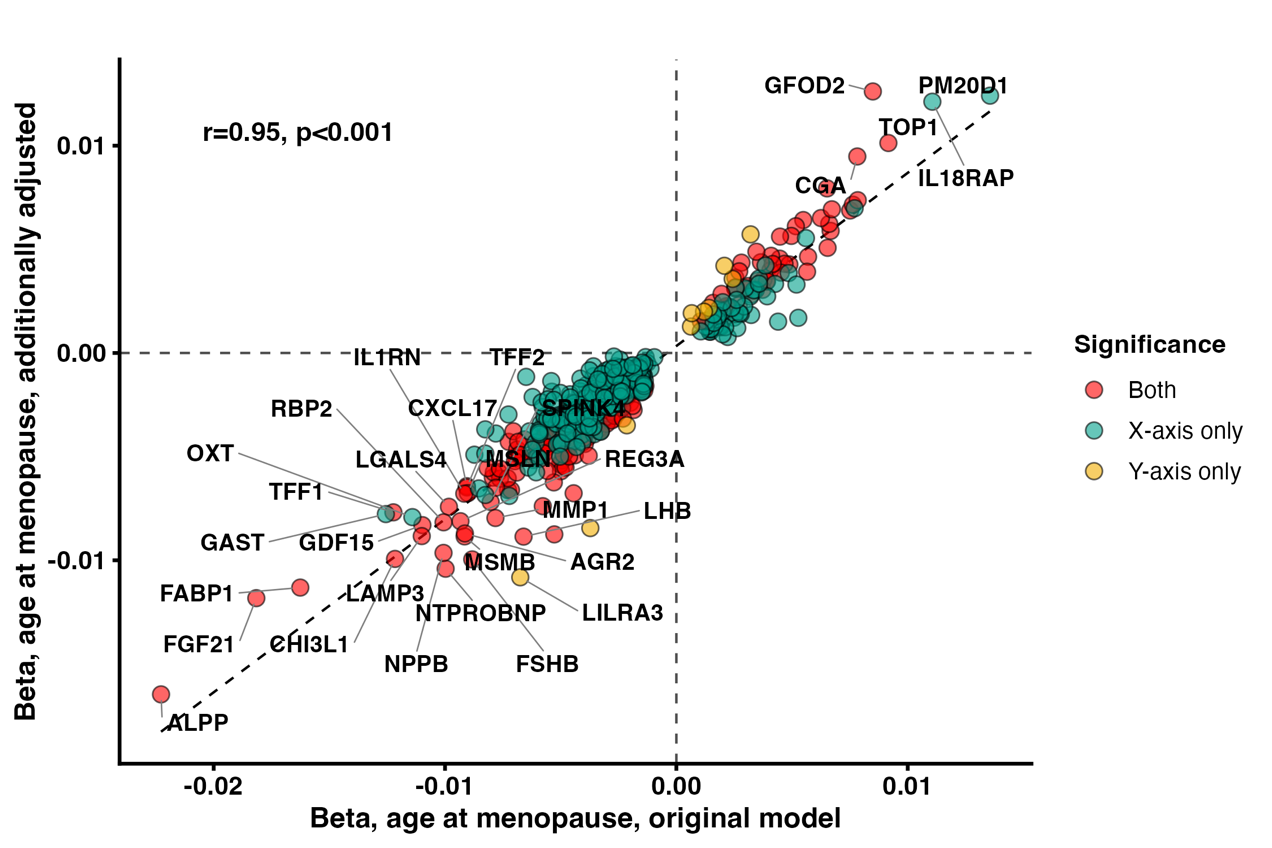 GFOD2
PM20D1
r=0.95, p<0.001
TOP1
0.01
CGA
IL18RAP
Beta, age at menopause, additionally adjusted
Significance
0.00
IL1RN
TFF2
Both
RBP2
CXCL17
SPINK4
X-axis only
OXT
LGALS4
MSLN
REG3A
Y-axis only
TFF1
MMP1
LHB
GAST
GDF15
-0.01
MSMB
AGR2
FABP1
LAMP3
NTPROBNP
LILRA3
FGF21
CHI3L1
NPPB
FSHB
ALPP
-0.02
-0.01
0.00
0.01
Beta, age at menopause, original model